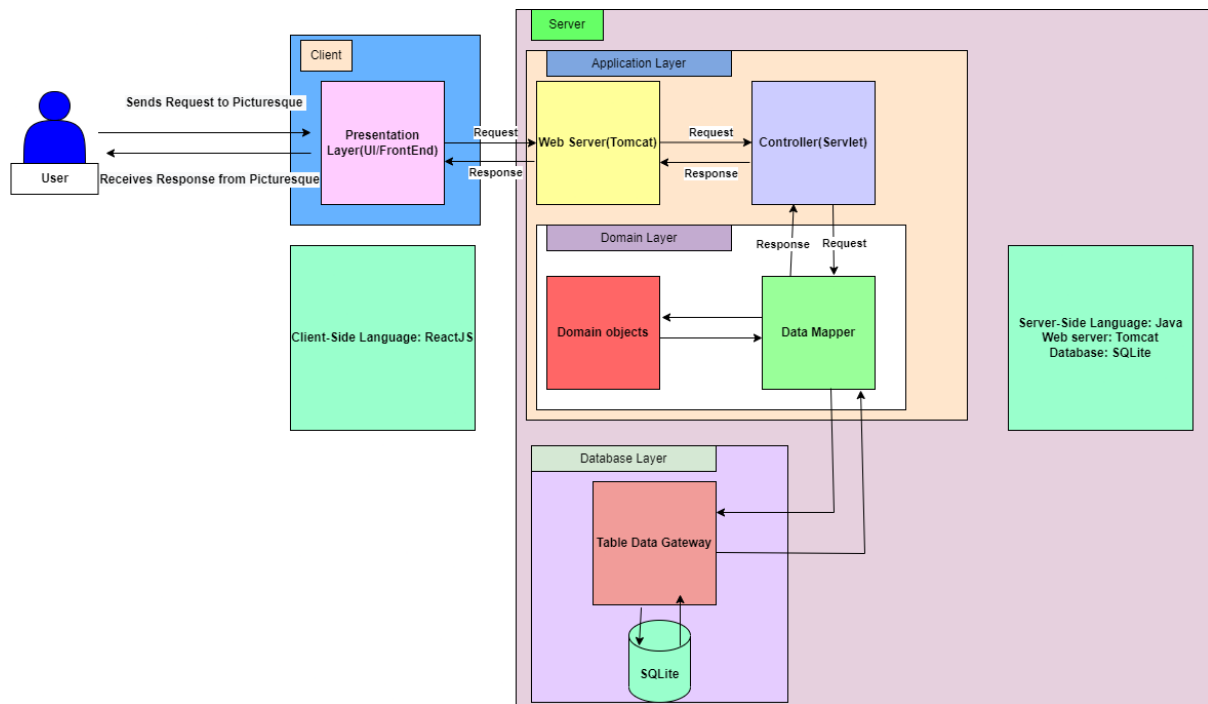 Server
Client
Application Layer
Sends Request to Picturesque
Presentation
Layer(UI/FrontEnd)
Request
Response
Web Server(Tomcat)
Request
Response
Controller(Servlet)
User
Receives Response from Picturesque
Domain Layer
Response
Request
Domain objects
Data Mapper
Client-Side Language: ReactJS
Server-Side Language: Java
Web server: Tomcat
Database: SQLite
Database Layer
Table Data Gateway
SQLite